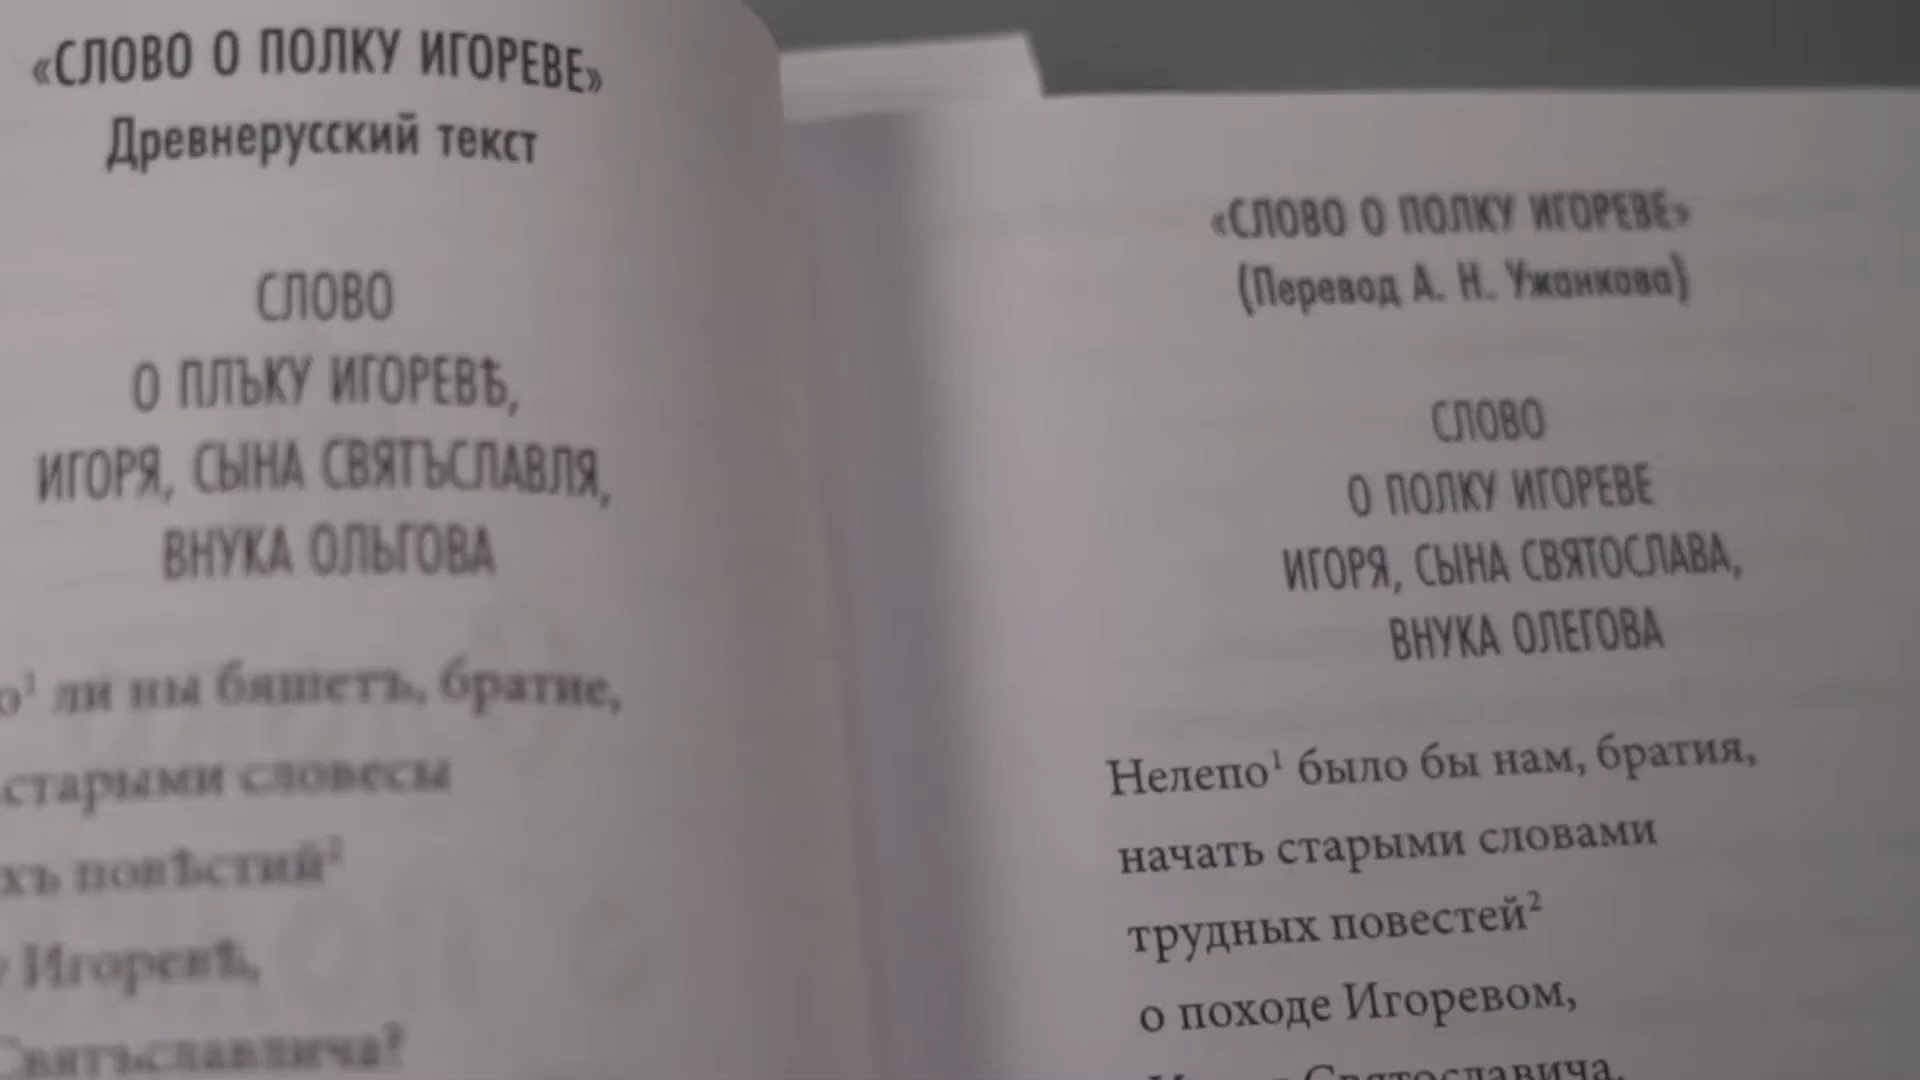 «СЛОВО О ПОЛКУ ИГОРЕВЕ»
Древнерусский текст
СЛОВО
О ПЛЪКУ ИГОРЕВѢ,
ИГОРЯ, СЫНА СВЯТЪСЛАВЛЯ,
ВНУКА ОЛЬГОВА
ли ны бяшетъ, братие,
старыми словесы
повѣстий²
Игоревѣ,
Святъславлича?
«СЛОВО О ПОЛКУ ИГОРЕВЕ»
(Перевод А. Н. Ужанкова)
СЛОВО
О ПОЛКУ ИГОРЕВЕ
ИГОРЯ, СЫНА СВЯТОСЛАВА,
ВНУКА ОЛЕГОВА
Нелепо¹ было бы нам, братия,
начать старыми словами
трудных повестей²
о походе Игоревом,
Святославича,